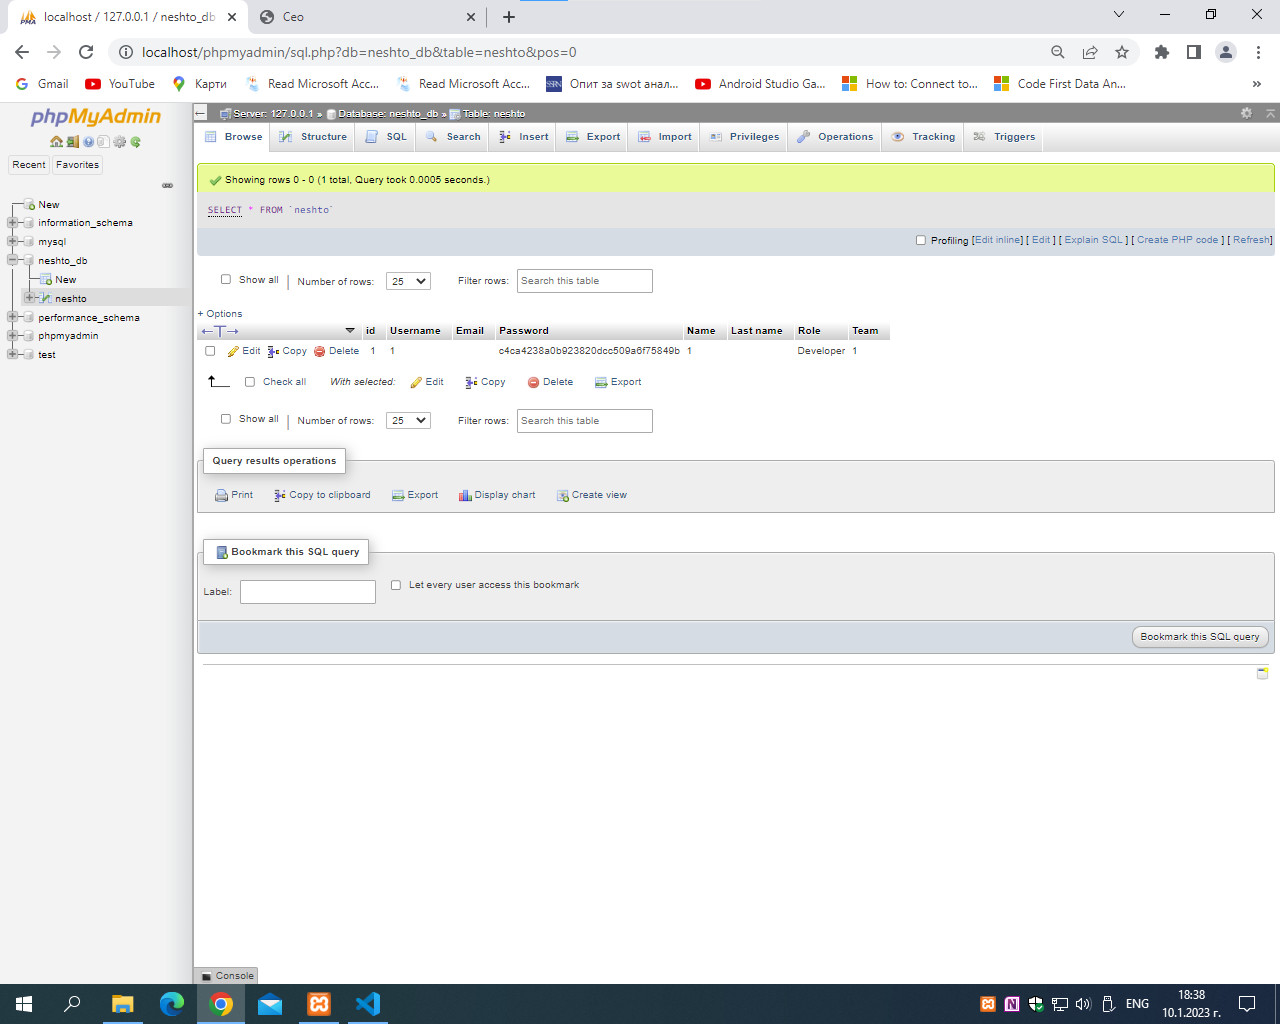 localhost / 127.0.0.1 / neshto_db
Ceo
localhost/phpmyadmin/sql.php?db=neshto_db&table=neshto&pos=0
Gmail
YouTube
Карти
Read Microsoft Acc...
Read Microsoft Acc...
Опит за swot анал...
Android Studio Ga...
How to: Connect to...
Code First Data An...
»
phpMyAdmin
Recent
Favorites
New
information_schema
mysql
neshto_db
New
neshto
performance_schema
phpmyadmin
test
Server: 127.0.0.1 » Database: neshto_db » Table: neshto
Browse
Structure
SQL
Search
Insert
Export
Import
Privileges
Operations
Tracking
Triggers
Showing rows 0 - 0 (1 total, Query took 0.0005 seconds.)
SELECT * FROM `neshto`
Profiling [Edit inline] [ Edit ] [ Explain SQL ] [ Create PHP code ] [ Refresh]
Show all | Number of rows: 25 Filter rows: Search this table
+ Options
←T→ id Username Email Password Name Last name Role Team
Edit Copy Delete 1 1 c4ca4238a0b923820dcc509a6f75849b 1 Developer 1
Check all With selected: Edit Copy Delete Export
Show all | Number of rows: 25 Filter rows: Search this table
Query results operations
Print Copy to clipboard Export Display chart Create view
Bookmark this SQL query
Label: Let every user access this bookmark
Bookmark this SQL query
Console
ENG
18:38
10.1.2023 г.